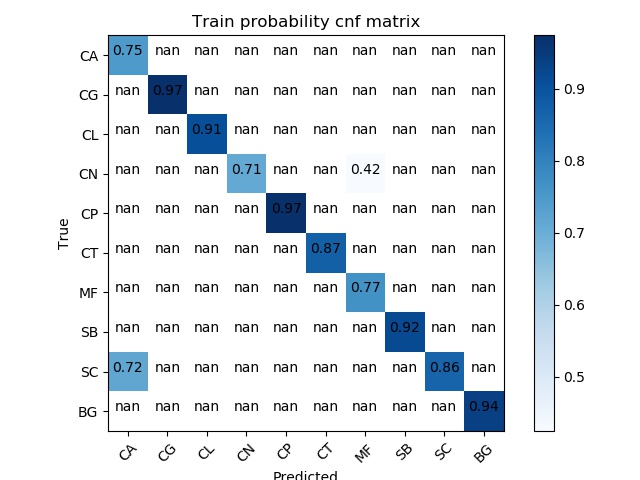 Train probability cnf matrix
CA 0.75 nan nan nan nan nan nan nan nan nan
CG nan 0.97 nan nan nan nan nan nan nan nan
CL nan nan 0.91 nan nan nan nan nan nan nan
CN nan nan nan 0.71 nan nan 0.42 nan nan nan
CP nan nan nan nan 0.97 nan nan nan nan nan
CT nan nan nan nan nan 0.87 nan nan nan nan
MF nan nan nan nan nan nan 0.77 nan nan nan
SB nan nan nan nan nan nan nan 0.92 nan nan
SC 0.72 nan nan nan nan nan nan nan 0.86 nan
BG nan nan nan nan nan nan nan nan nan 0.94
CA CG CL CN CP CT MF SB SC BG
True
Predicted
0.9
0.8
0.7
0.6
0.5